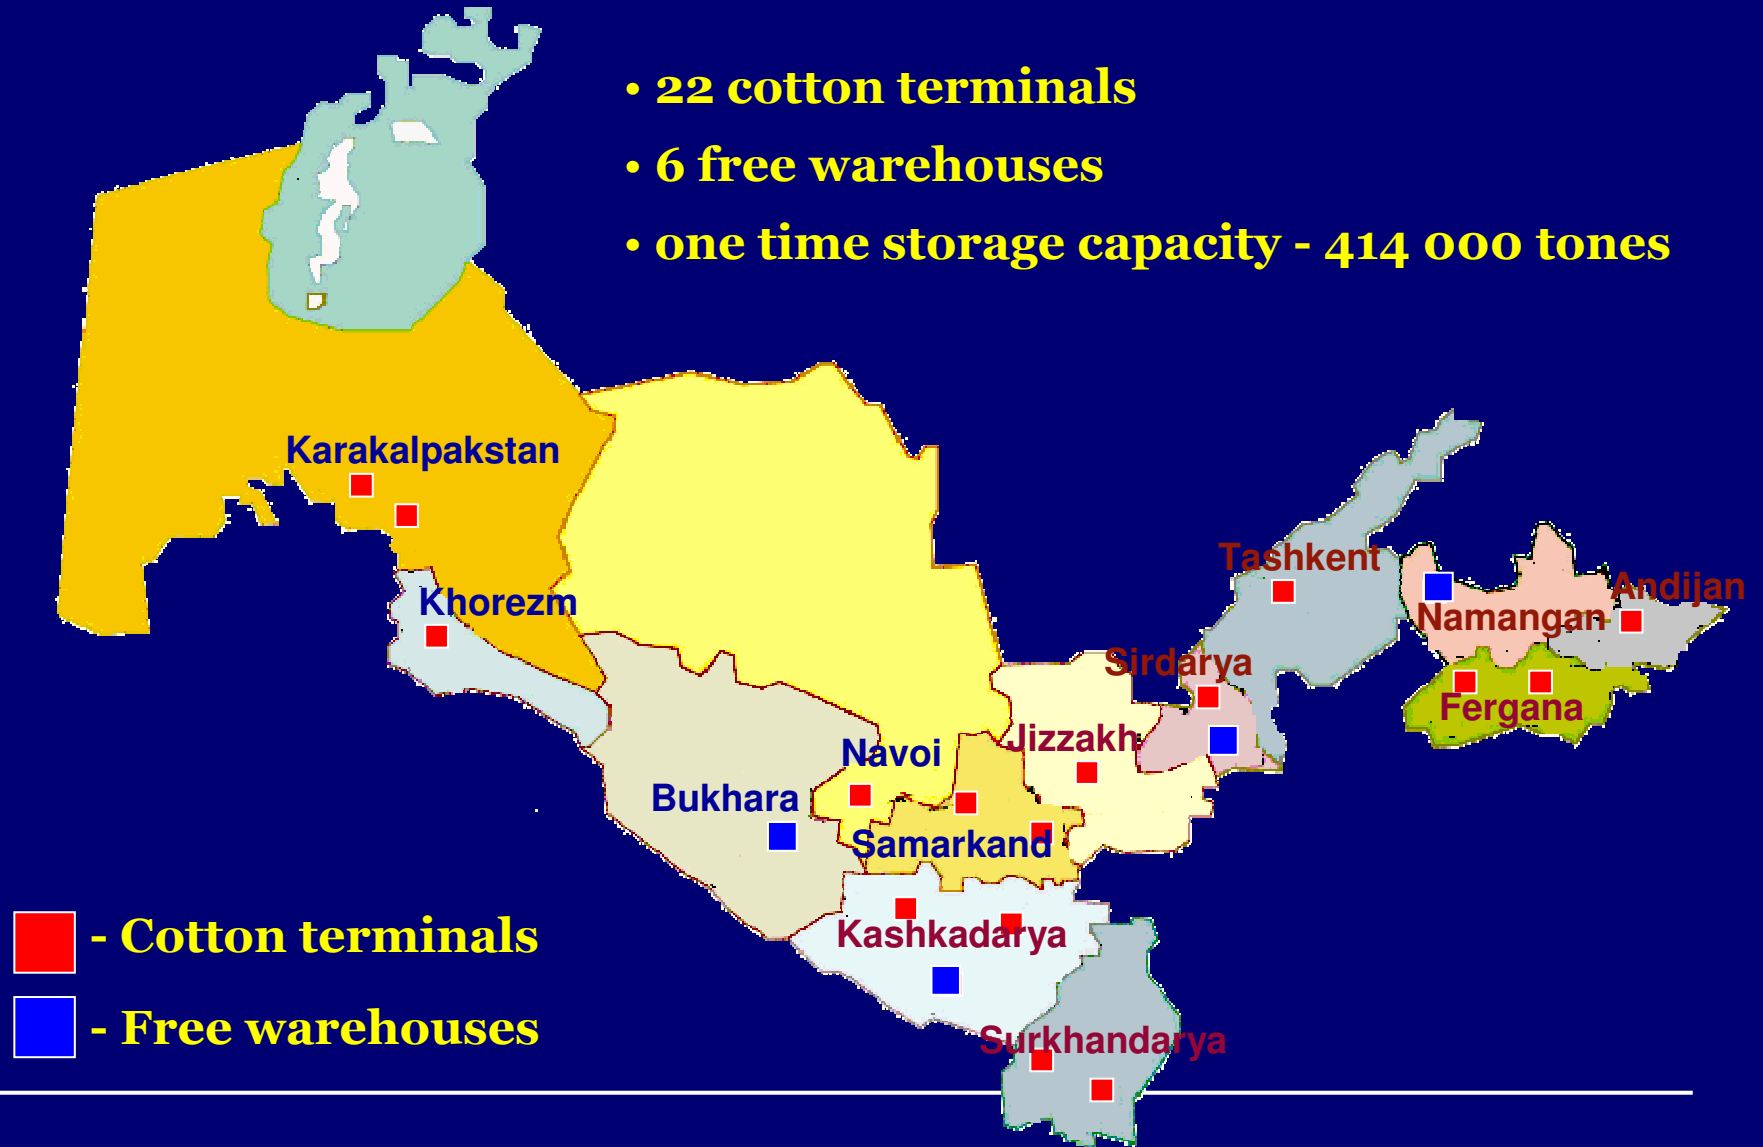 • 22 cotton terminals
• 6 free warehouses
• one time storage capacity - 414 000 tones
Karakalpakstan
Tashkent
Andijan
Khorezm
Namangan
Sirdarya
Fergana
Jizzakh
Navoi
Bukhara
Samarkand
Kashkadarya
- Cotton terminals
- Free warehouses
Surkhandarya